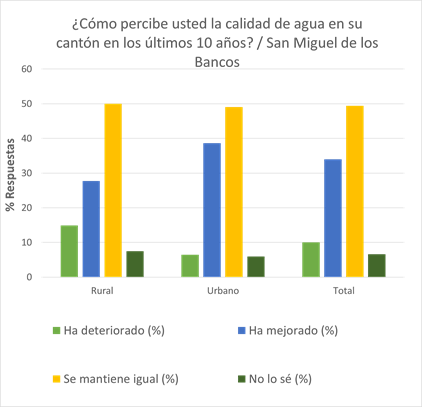 ¿Cómo percibe usted la calidad de agua en su
cantón en los últimos 10 años? / San Miguel de los
Bancos
% Respuestas
60
50
40
30
20
10
0
Rural
Urbano
Total
Ha deteriorado (%)
Ha mejorado (%)
Se mantiene igual (%)
No lo sé (%)